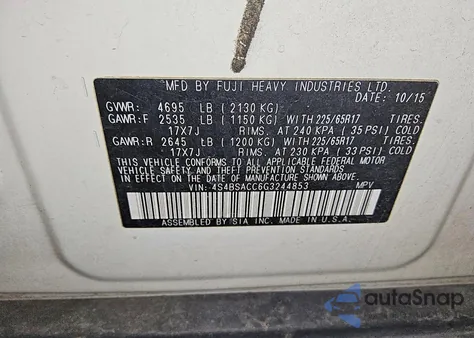 MFD BY FUJI HEAVY INDUSTRIES LTD.
DATE: 10/15
GVWR: 4695 LB ( 2130 KG)
GAWR:F 2535 LB ( 1150 KG) WITH 225/65R17 TIRES.
17X7J RIMS. AT 240 KPA ( 35 PSI) COLD
GAWR:R 2645 LB ( 1200 KG) WITH 225/65R17 TIRES.
17X7J RIMS. AT 230 KPA ( 33 PSI) COLD
THIS VEHICLE CONFORMS TO ALL APPLICABLE FEDERAL MOTOR
VEHICLE SAFETY STANDARDS IN EFFECT ON THE DATE OF
MANUFACTURE SHOWN ABOVE.
VIN: 4S4BSACC6G3244853 MPV
ASSEMBLED BY SIA INC. MADE IN U.S.A.
autoSnap